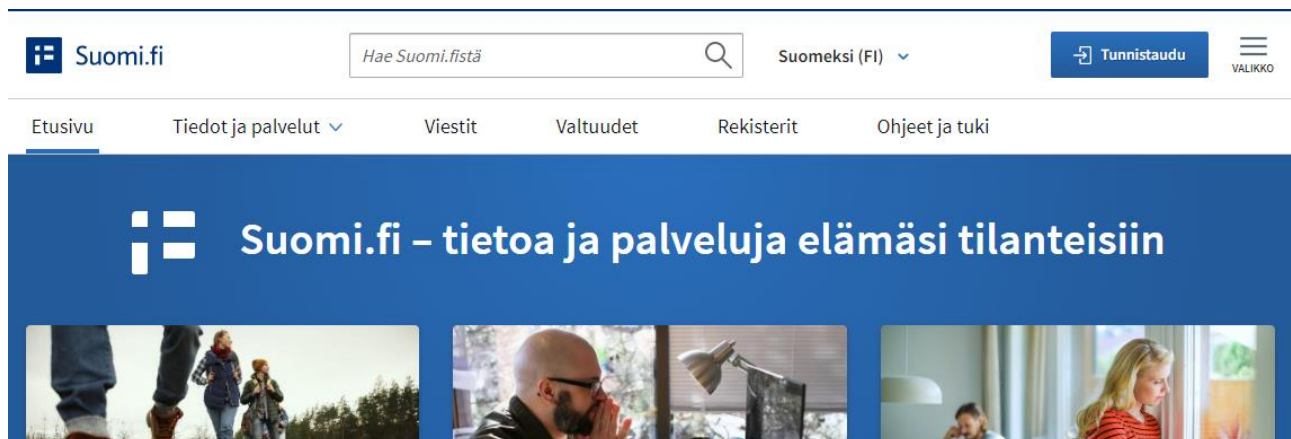 Suomi.fi
Hae Suomi.fistä
Suomeksi (FI)
Tunnistaudu
VALIKKO
Etusivu
Tiedot ja palvelut
Viestit
Valtuudet
Rekisterit
Ohjeet ja tuki
Suomi.fi – tietoa ja palveluja elämäsi tilanteisiin